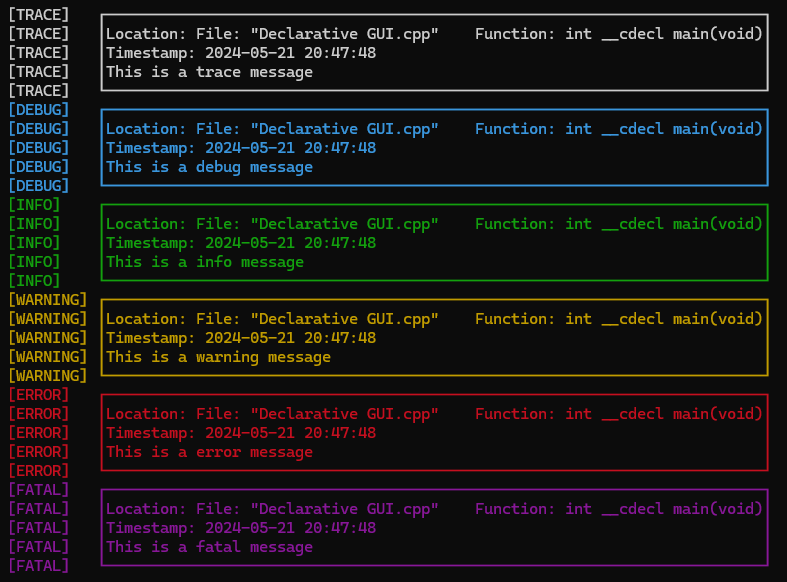 [TRACE]
[TRACE] Location: File: "Declarative GUI.cpp"    Function: int __cdecl main(void)
[TRACE] Timestamp: 2024-05-21 20:47:48
[TRACE] This is a trace message
[TRACE]
[DEBUG]
[DEBUG] Location: File: "Declarative GUI.cpp"    Function: int __cdecl main(void)
[DEBUG] Timestamp: 2024-05-21 20:47:48
[DEBUG] This is a debug message
[DEBUG]
[INFO]
[INFO] Location: File: "Declarative GUI.cpp"    Function: int __cdecl main(void)
[INFO] Timestamp: 2024-05-21 20:47:48
[INFO] This is a info message
[INFO]
[WARNING]
[WARNING] Location: File: "Declarative GUI.cpp"    Function: int __cdecl main(void)
[WARNING] Timestamp: 2024-05-21 20:47:48
[WARNING] This is a warning message
[WARNING]
[ERROR]
[ERROR] Location: File: "Declarative GUI.cpp"    Function: int __cdecl main(void)
[ERROR] Timestamp: 2024-05-21 20:47:48
[ERROR] This is a error message
[ERROR]
[FATAL]
[FATAL] Location: File: "Declarative GUI.cpp"    Function: int __cdecl main(void)
[FATAL] Timestamp: 2024-05-21 20:47:48
[FATAL] This is a fatal message
[FATAL]